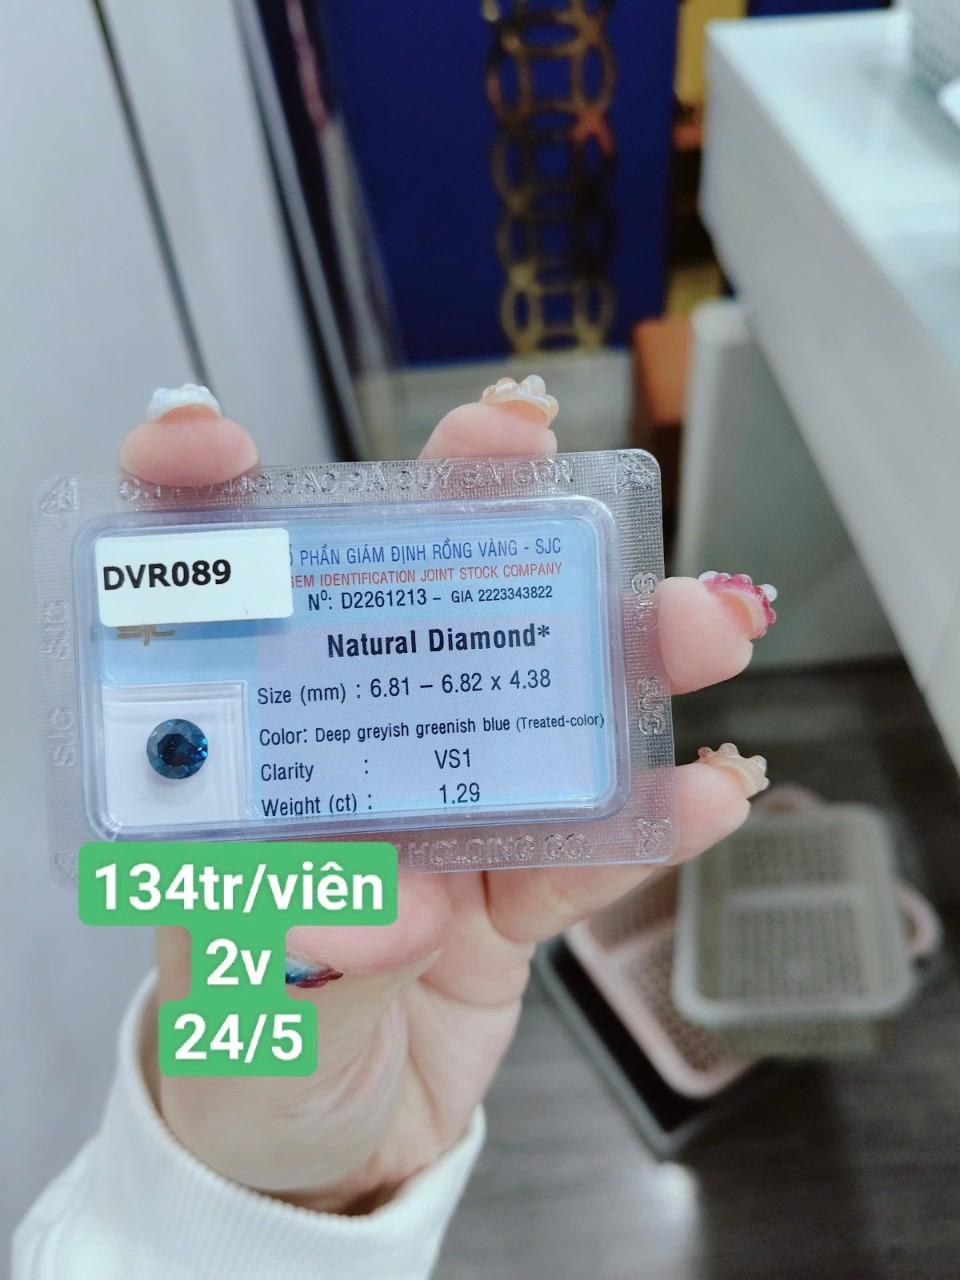 DVR089
PHẦN GIÁM ĐỊNH RỒNG VÀNG - SJC
GEM IDENTIFICATION JOINT STOCK COMPANY
Nº: D2261213 - GIA 2223343822
Natural Diamond*
Size (mm) : 6.81 – 6.82 x 4.38
Color: Deep greyish greenish blue (Treated-color)
Clarity : VS1
Weight (ct) : 1.29
HOLDING CO.
134tr/viên
2v
24/5